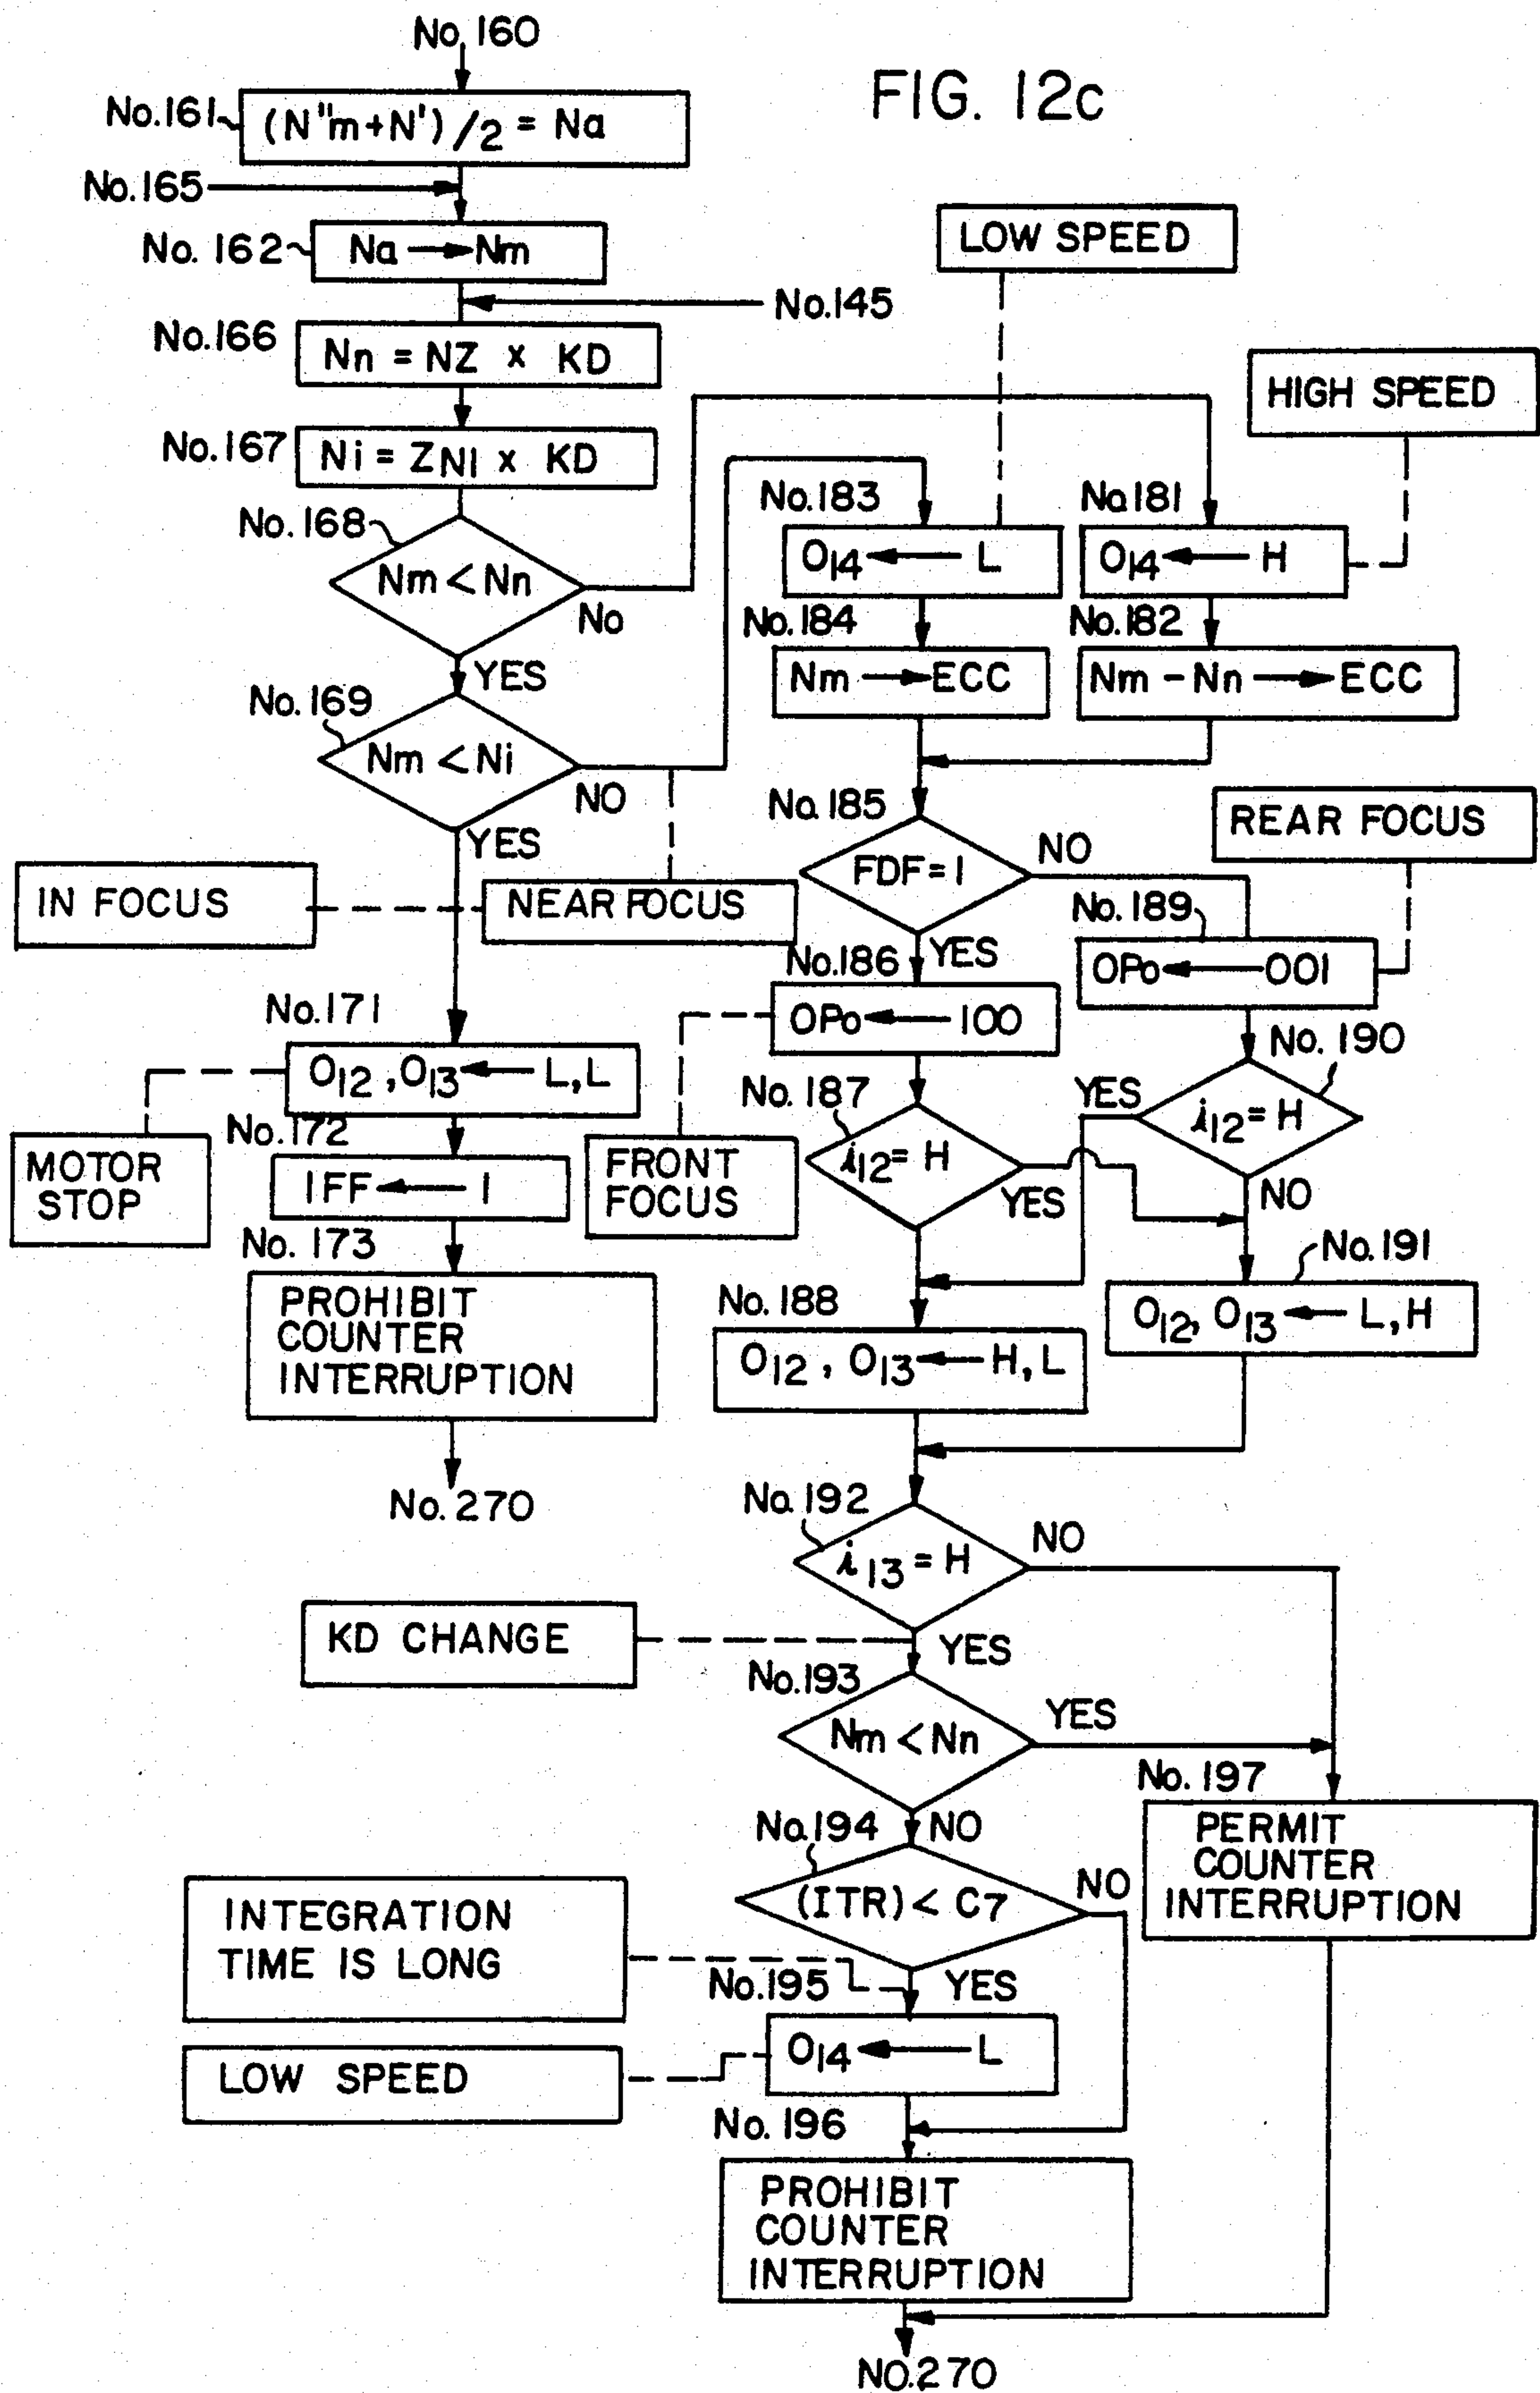 FIG. 12c
No. 160
No. 161
(N"m+N')/2 = Na
No. 165
No. 162
Na → Nm
No. 145
No. 166
Nn = NZ x KD
No. 167
Ni = ZNI x KD
No. 168
Nm < Nn
No
YES
No. 169
Nm < Ni
NO
YES
IN FOCUS
NEAR FOCUS
No. 171
O12, O13 ← L, L
MOTOR
STOP
No. 172
IFF ← 1
No. 173
PROHIBIT
COUNTER
INTERRUPTION
No. 270
LOW SPEED
HIGH SPEED
No. 183
O14 ← L
No. 181
O14 ← H
No. 184
Nm → ECC
No. 182
Nm - Nn → ECC
No. 185
FDF = 1
NO
YES
REAR FOCUS
No. 189
OPo ← 001
No. 186
OPo ← 100
FRONT
FOCUS
No. 187
i12 = H
YES
No. 190
i12 = H
YES
NO
No. 188
O12, O13 ← H, L
No. 191
O12, O13 ← L, H
No. 192
i13 = H
NO
YES
KD CHANGE
No. 193
Nm < Nn
YES
NO
No. 194
(ITR) < C7
NO
YES
No. 197
PERMIT
COUNTER
INTERRUPTION
INTEGRATION
TIME IS LONG
No. 195
O14 ← L
LOW SPEED
No. 196
PROHIBIT
COUNTER
INTERRUPTION
NO. 270